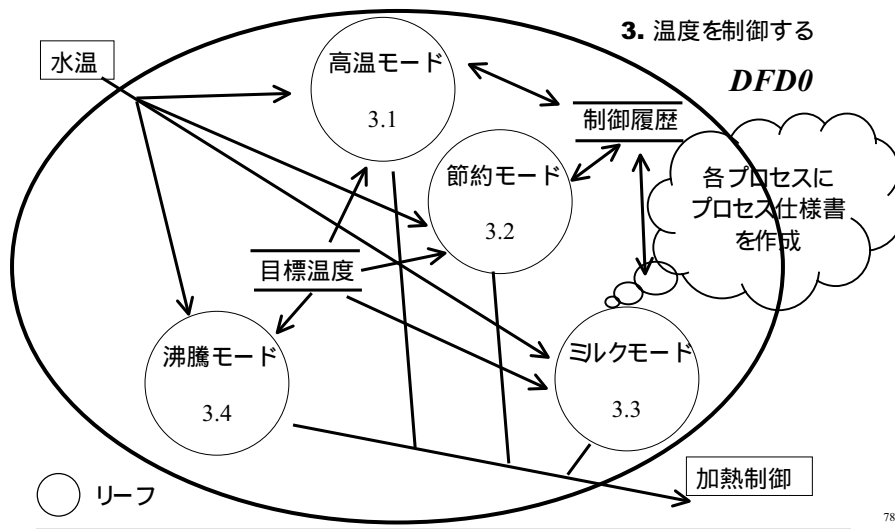 3. 温度を制御する
DFD0
水温
高温モード
3.1
制御履歴
節約モード
3.2
各プロセスに
プロセス仕様書
を作成
目標温度
沸騰モード
3.4
ミルクモード
3.3
加熱制御
リーフ
78